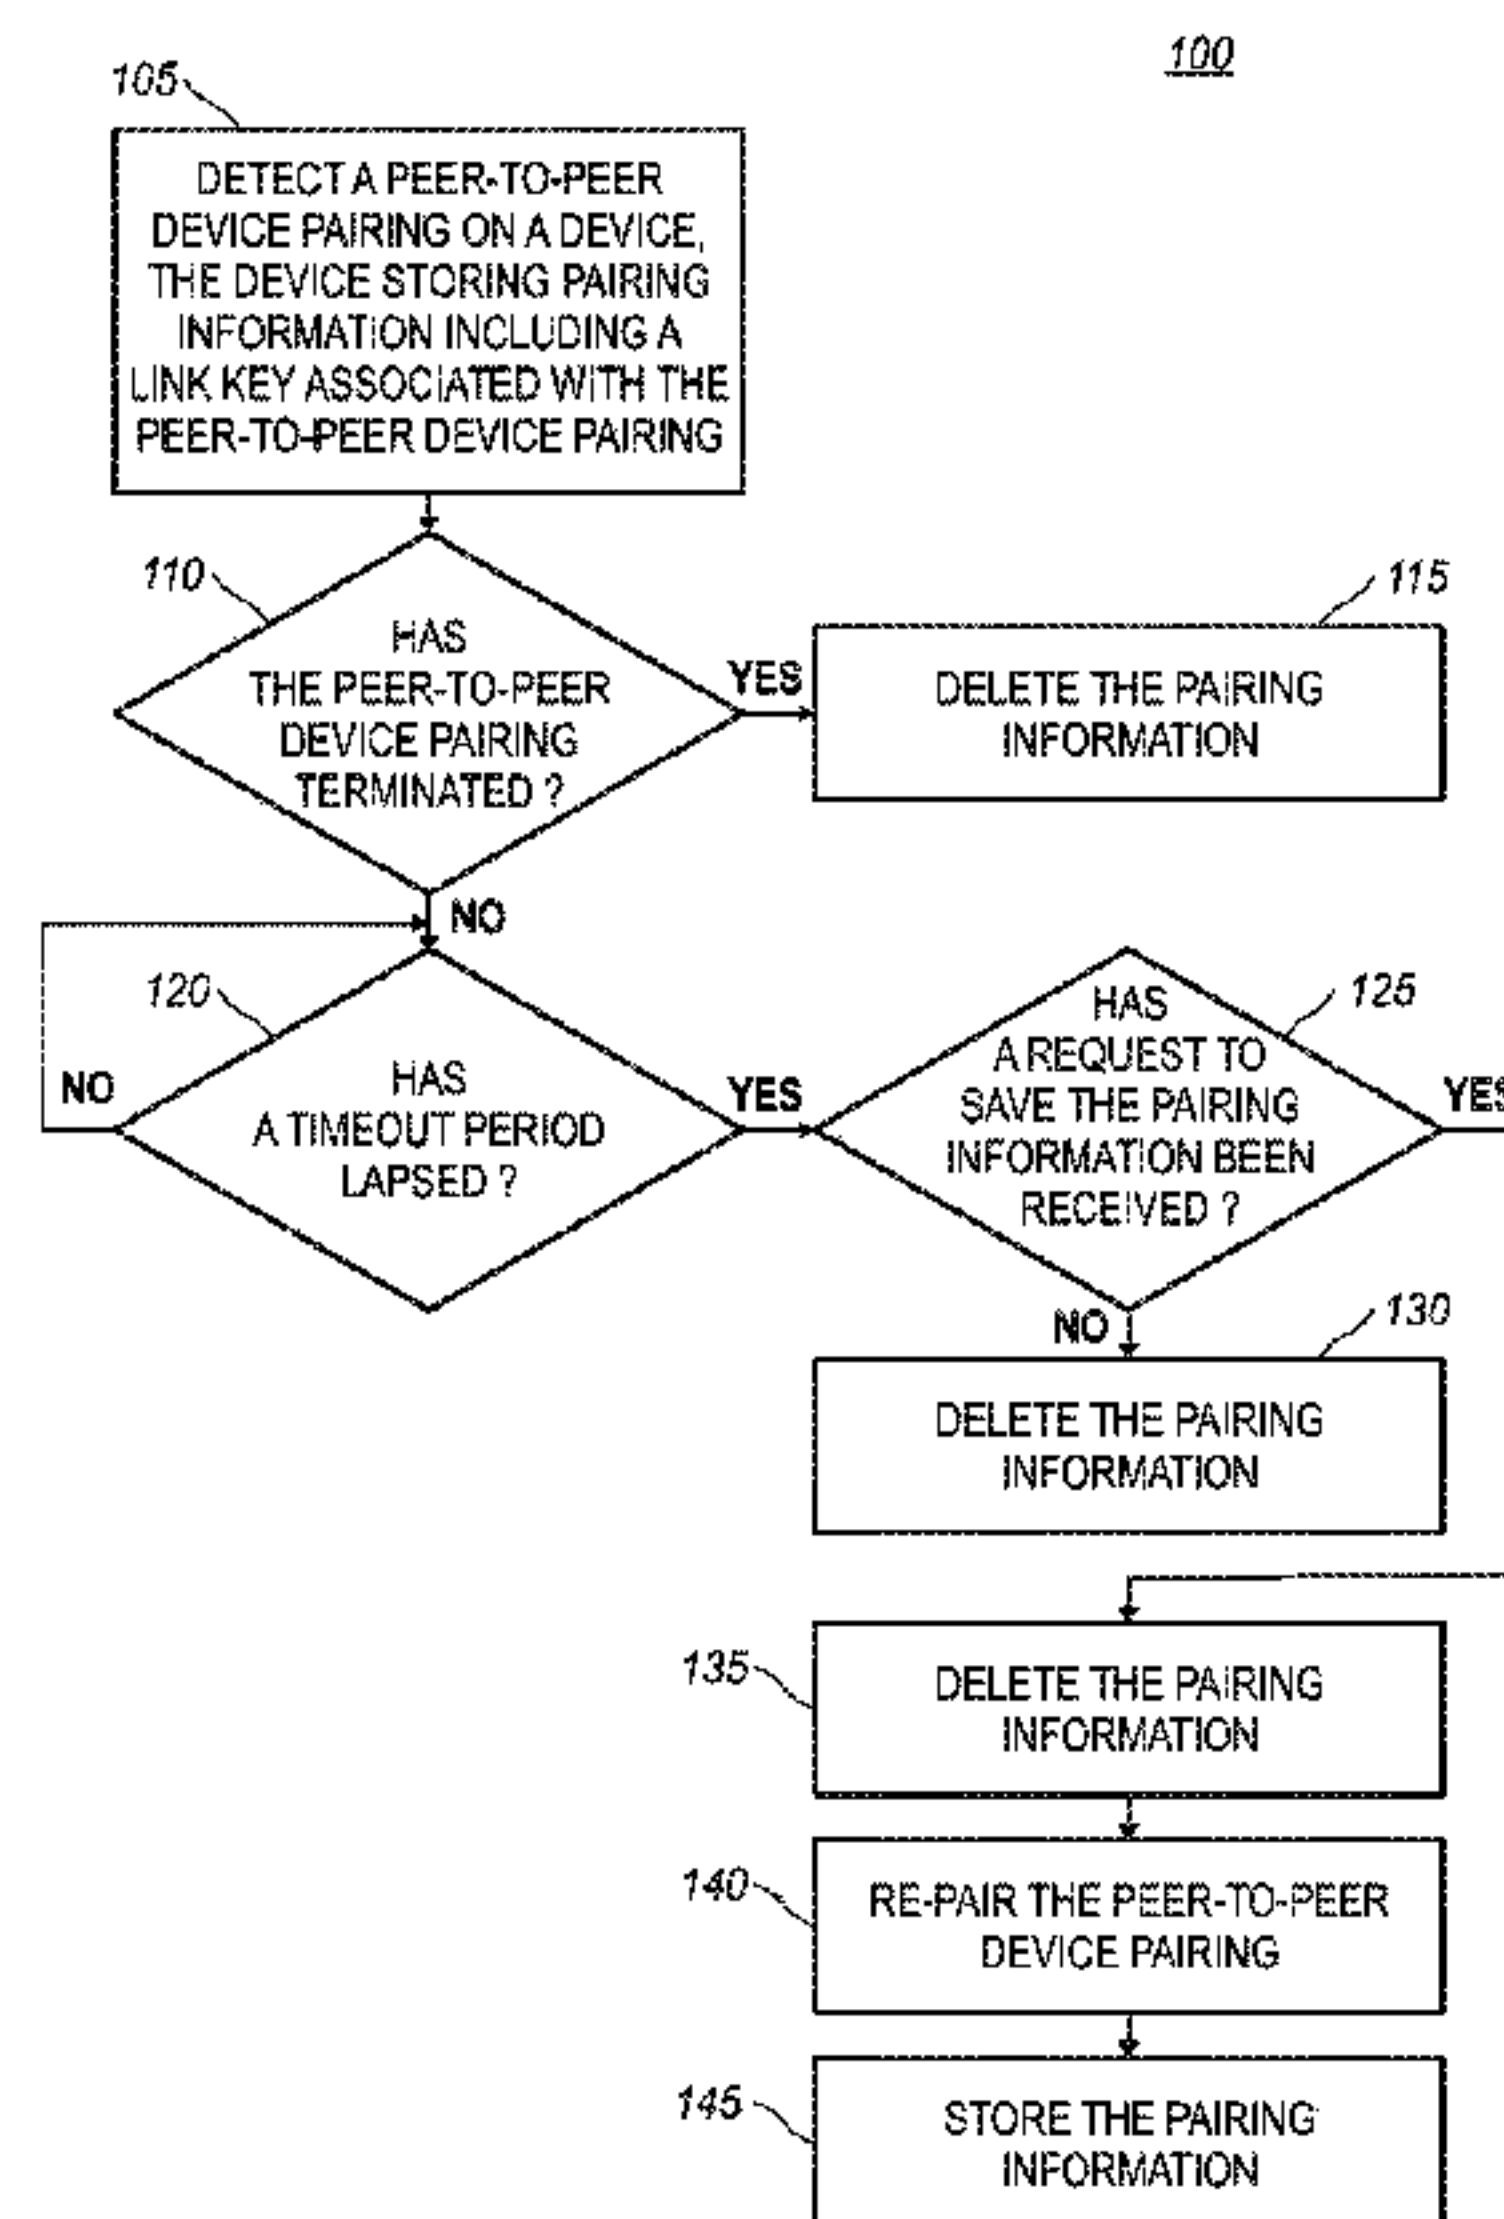 100
105
DETECT A PEER-TO-PEER
DEVICE PAIRING ON A DEVICE,
THE DEVICE STORING PAIRING
INFORMATION INCLUDING A
LINK KEY ASSOCIATED WITH THE
PEER-TO-PEER DEVICE PAIRING
110
HAS
THE PEER-TO-PEER
DEVICE PAIRING
TERMINATED ?
YES
115
DELETE THE PAIRING
INFORMATION
NO
120
HAS
A TIMEOUT PERIOD
LAPSED ?
NO
YES
125
HAS
A REQUEST TO
SAVE THE PAIRING
INFORMATION BEEN
RECEIVED ?
YES
NO
130
DELETE THE PAIRING
INFORMATION
135
DELETE THE PAIRING
INFORMATION
140
RE-PAIR THE PEER-TO-PEER
DEVICE PAIRING
145
STORE THE PAIRING
INFORMATION